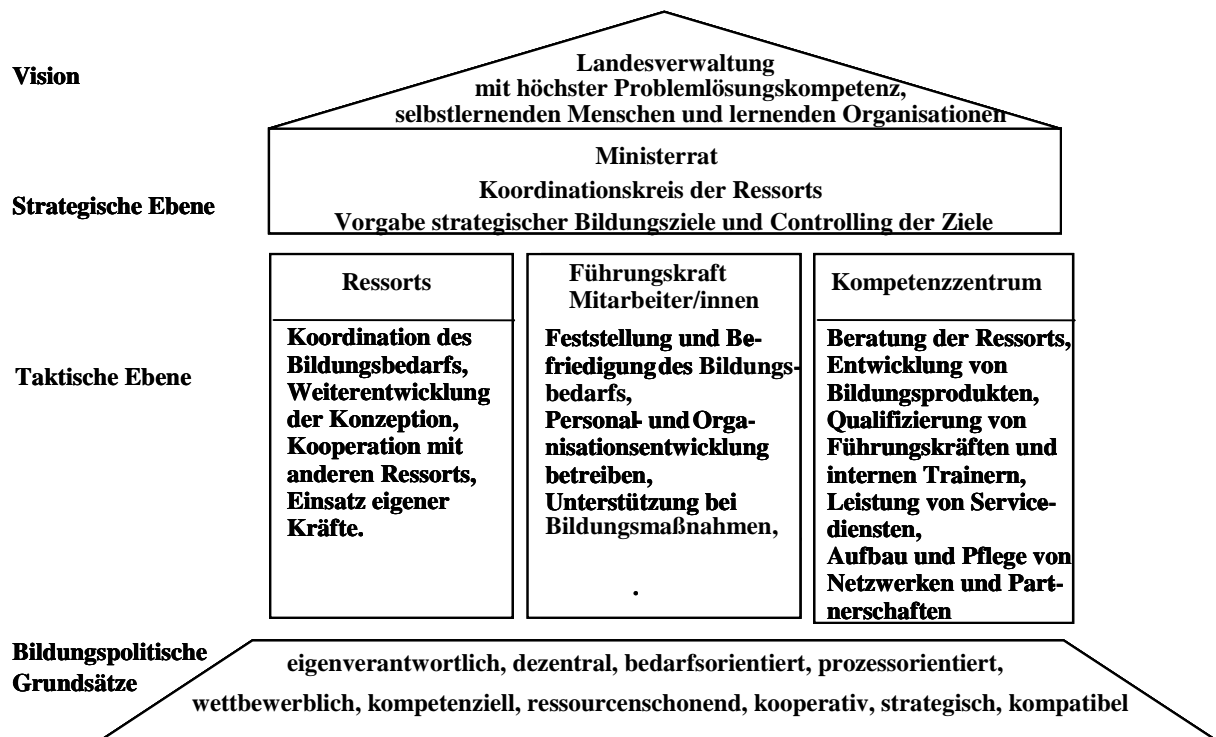 Vision
Landesverwaltung
mit höchster Problemlösungskompetenz,
selbstlernenden Menschen und lernenden Organisationen
Strategische Ebene
Ministerrat
Koordinationskreis der Ressorts
Vorgabe strategischer Bildungsziele und Controlling der Ziele
Taktische Ebene
Ressorts
Koordination des
Bildungsbedarfs,
Weiterentwicklung
der Konzeption,
Kooperation mit
anderen Ressorts,
Einsatz eigener
Kräfte.
Führungskraft
Mitarbeiter/innen
Feststellung und Be-
friedigung des Bildungs-
bedarfs,
Personal- und Orga-
nisationsentwicklung
betreiben,
Unterstützung bei
Bildungsmaßnahmen,
.
Kompetenzzentrum
Beratung der Ressorts,
Entwicklung von
Bildungsprodukten,
Qualifizierung von
Führungskräften und
internen Trainern,
Leistung von Service-
diensten,
Aufbau und Pflege von
Netzwerken und Part-
nerschaften
Bildungspolitische
Grundsätze
eigenverantwortlich, dezentral, bedarfsorientiert, prozessorientiert,
wettbewerblich, kompetenziell, ressourcenschonend, kooperativ, strategisch, kompatibel